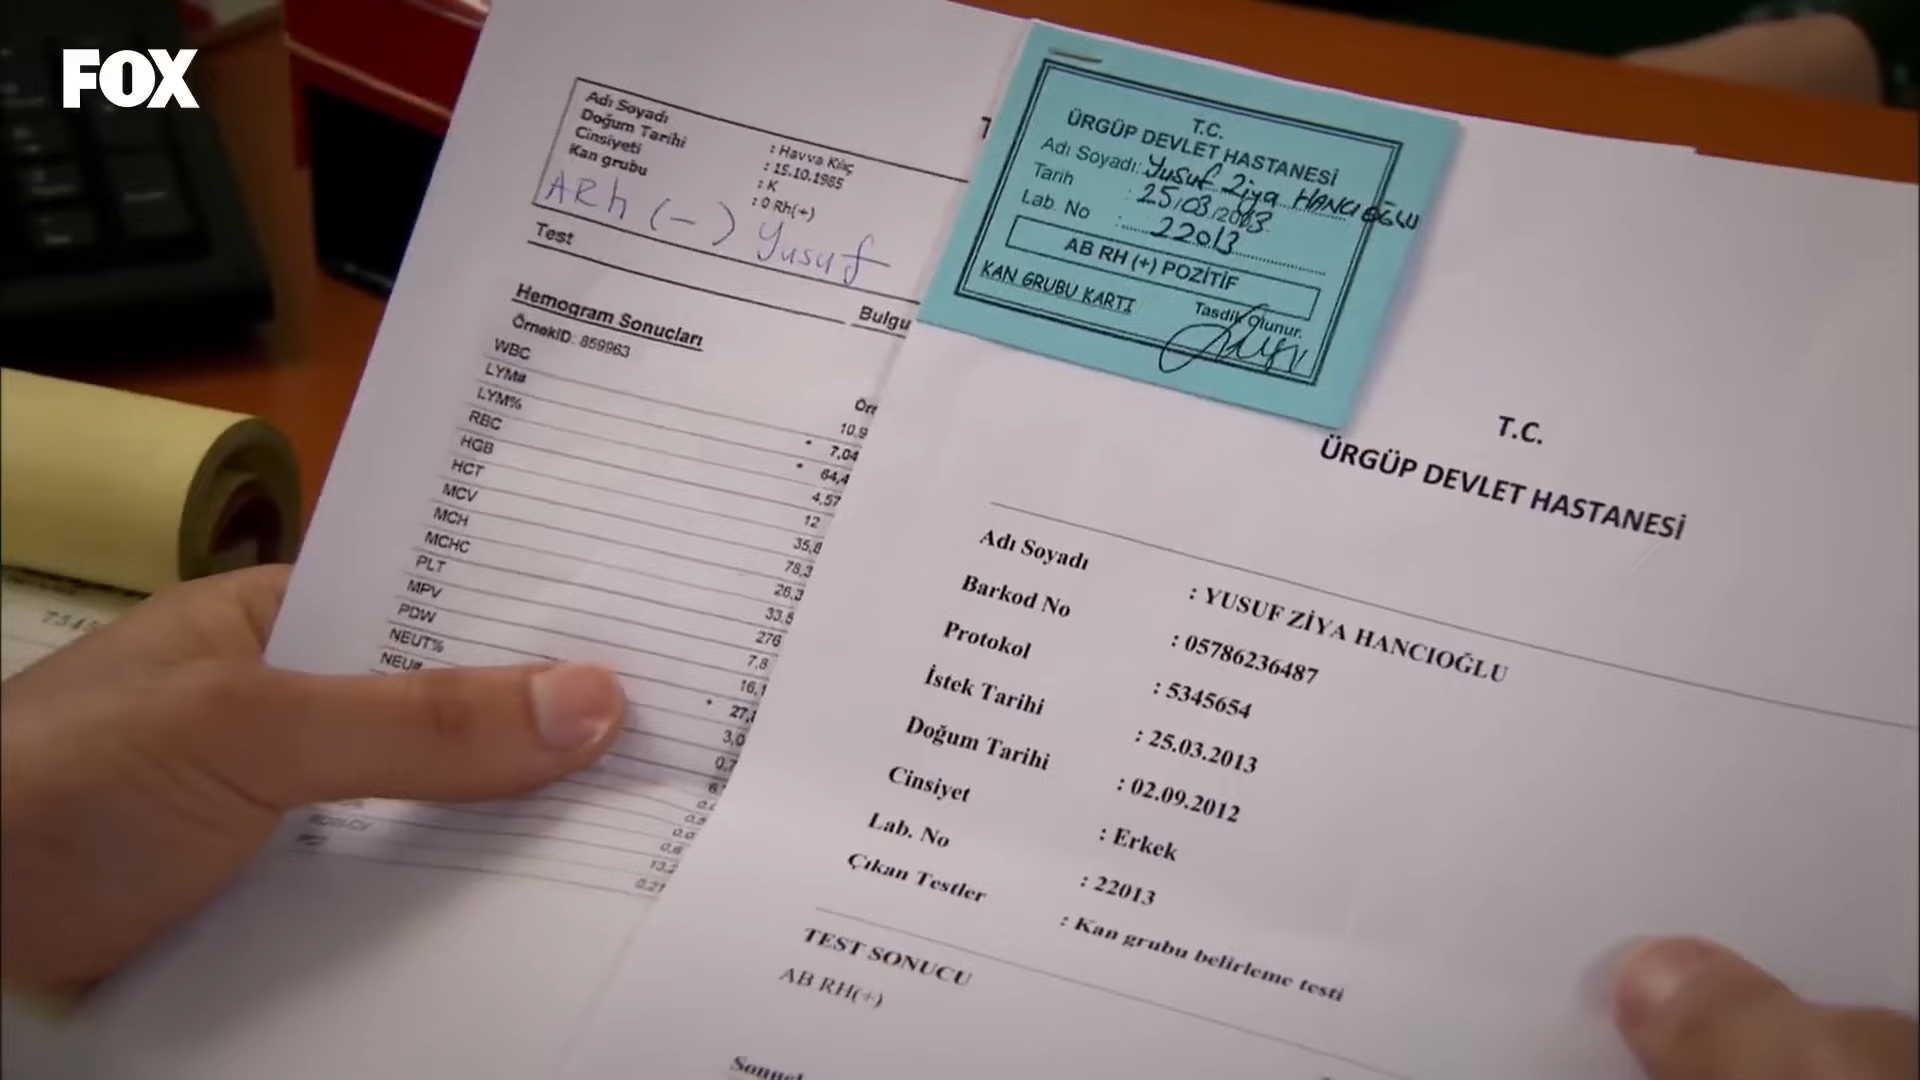 FOX
Adı Soyadı : Havva Kılıç
Doğum Tarihi : 15.10.1985
Cinsiyeti : K
Kan grubu : 0 Rh(+)
ARh (-) Yusuf
Test Bulgu
Hemogram Sonuçları
ÖrnekID: 859963
WBC 10,9
LYM# 7,04
LYM% 64,4
RBC 4,57
HGB 12
HCT 35,8
MCV 78,3
MCH 26,3
MCHC 33,5
PLT 276
MPV 7,8
PDW 16,1
NEUT% 27,
NEU# 3,0
T.C.
ÜRGÜP DEVLET HASTANESİ
Adı Soyadı: Yusuf Ziya HANCIOĞLU
Tarih : 25/03/2013
Lab. No : 22013
AB RH (+) POZİTİF
KAN GRUBU KARTI
Tasdik Olunur.
T.C.
ÜRGÜP DEVLET HASTANESİ
Adı Soyadı : YUSUF ZİYA HANCIOĞLU
Barkod No : 05786236487
Protokol : 5345654
İstek Tarihi : 25.03.2013
Doğum Tarihi : 02.09.2012
Cinsiyet : Erkek
Lab. No : 22013
Çıkan Testler : Kan grubu belirleme testi
TEST SONUCU
AB RH(+)